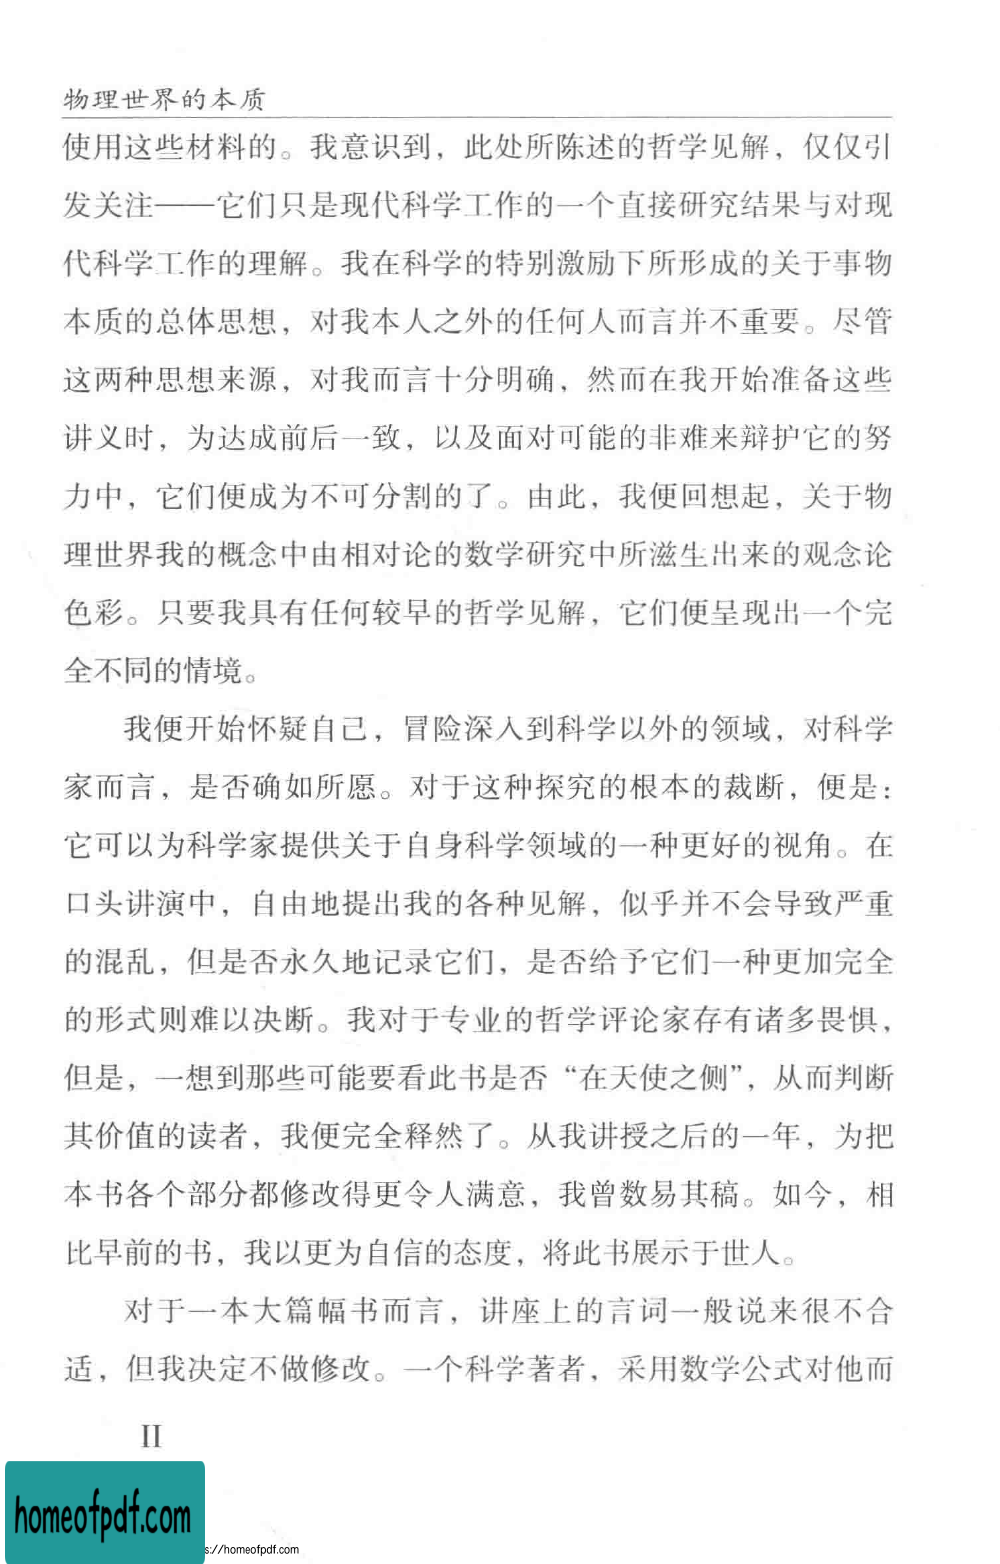 物理世界的本质
使用这些材料的。我意识到，此处所陈述的哲学见解，仅仅引
发关注——它们只是现代科学工作的一个直接研究结果与对现
代科学工作的理解。我在科学的特别激励下所形成的关于事物
本质的总体思想，对我本人之外的任何人而言并不重要。尽管
这两种思想来源，对我而言十分明确，然而在我开始准备这些
讲义时，为达成前后一致，以及面对可能的非难来辩护它的努
力中，它们便成为不可分割的了。由此，我便回想起，关于物
理世界我的概念中由相对论的数学研究中所滋生出来的观念论
色彩。只要我具有任何较早的哲学见解，它们便呈现出一个完
全不同的情境。
我便开始怀疑自己，冒险深入到科学以外的领域，对科学
家而言，是否确如所愿。对于这种探究的根本的裁断，便是：
它可以为科学家提供关于自身科学领域的一种更好的视角。在
口头讲演中，自由地提出我的各种见解，似乎并不会导致严重
的混乱，但是否永久地记录它们，是否给予它们一种更加完全
的形式则难以决断。我对于专业的哲学评论家存有诸多畏惧，
但是，一想到那些可能要看此书是否“在天使之侧”，从而判断
其价值的读者，我便完全释然了。从我讲授之后的一年，为把
本书各个部分都修改得更令人满意，我曾数易其稿。如今，相
比早前的书，我以更为自信的态度，将此书展示于世人。
对于一本大篇幅书而言，讲座上的言词一般说来很不合
适，但我决定不做修改。一个科学著者，采用数学公式对他而
II
homeofpdf.com
s://homeofpdf.com